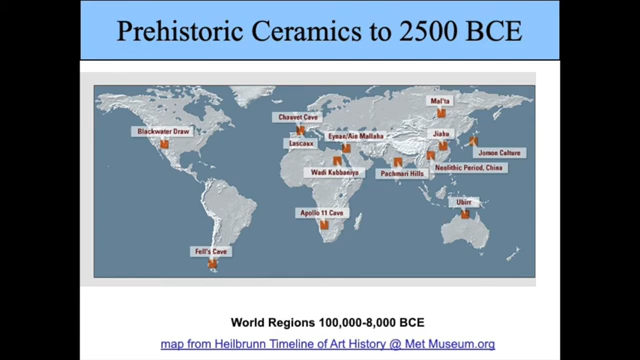 Prehistoric Ceramics to 2500 BCE
Mal'ta
Chauvet Cave
Blackwater Draw
Eynan/Ain Mallaha
Jiahu
Lascaux
Jomon Culture
Wadi Kubbaniya
Pachmari Hills
Neolithic Period, China
Apollo 11 Cave
Ubirr
Fell's Cave
World Regions 100,000-8,000 BCE
map from Heilbrunn Timeline of Art History @ Met Museum.org